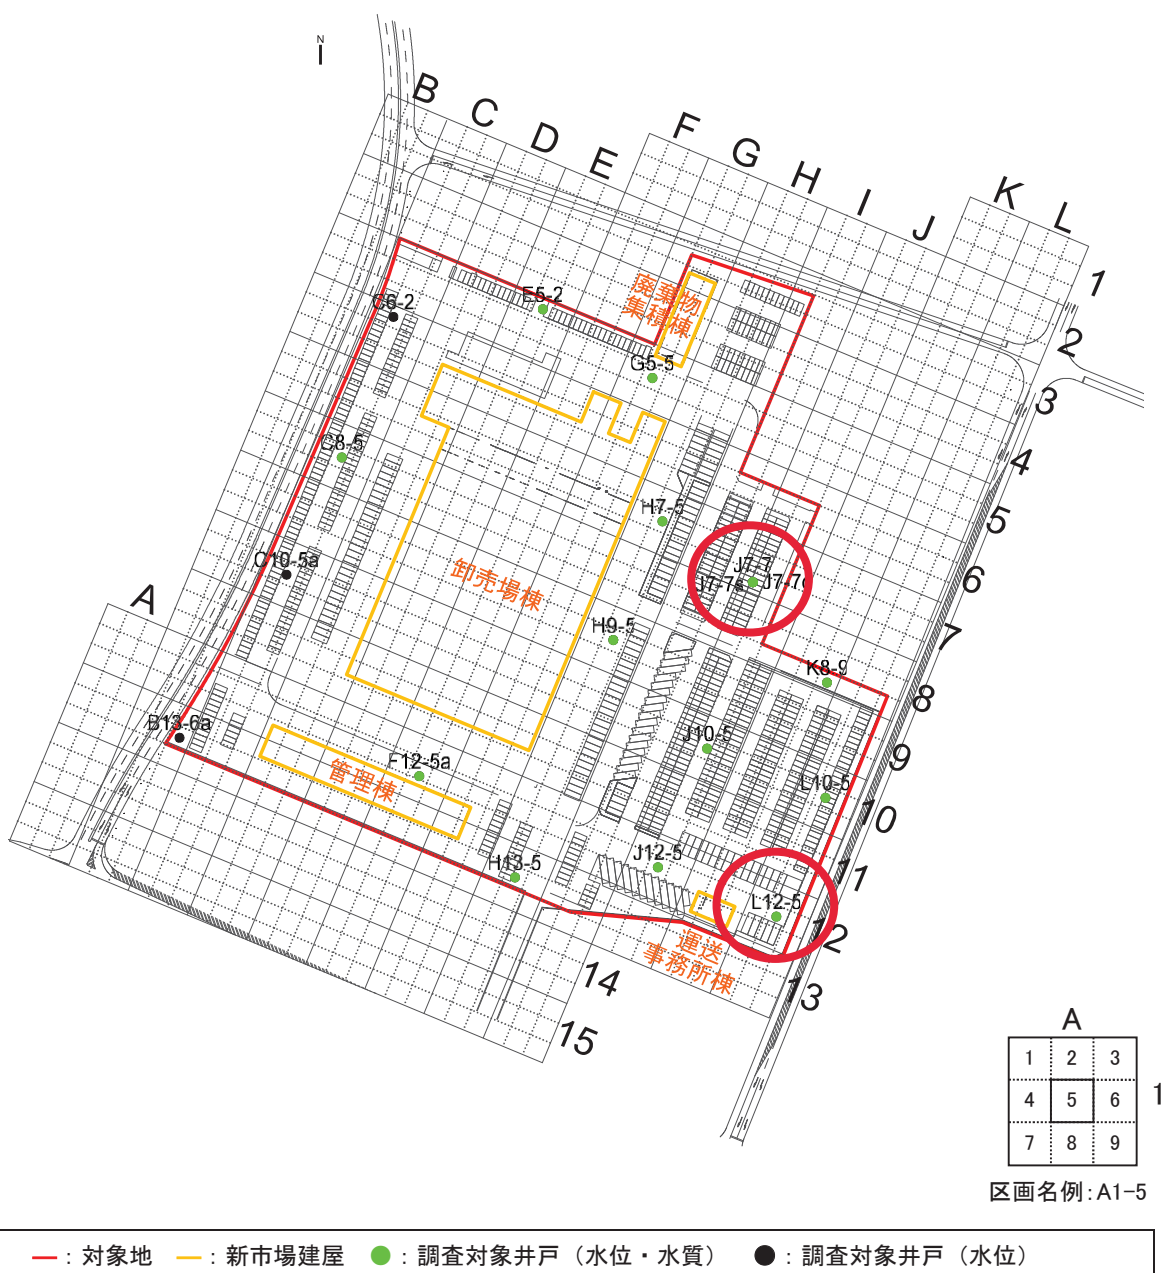 N
B
C
D
E
F
G
H
I
J
K
L
1
2
3
4
5
6
7
8
9
10
11
12
13
14
15
A
廃棄物
集積棟
C6-2
E5-2
G5-5
C8-5
H7-5
J7-7
J7-7a
C10-5a
卸売場棟
H9-5
K8-9
B13-6a
F12-5a
管理棟
J10-5
L10-5
H13-5
J12-5
L12-5
運送
事務所棟
A
1 2 3
4 5 6 1
7 8 9
区画名例:A1-5
:対象地 :新市場建屋 :調査対象井戸(水位・水質) :調査対象井戸(水位)